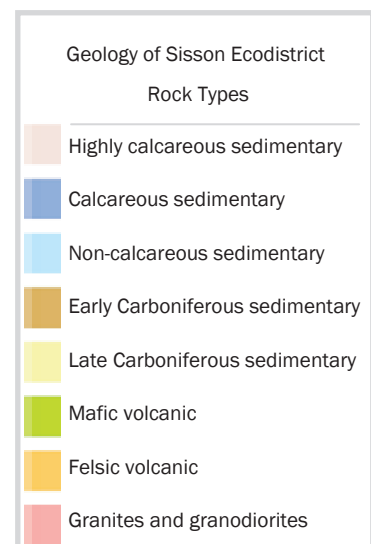 Geology of Sisson Ecodistrict
Rock Types
Highly calcareous sedimentary
Calcareous sedimentary
Non-calcareous sedimentary
Early Carboniferous sedimentary
Late Carboniferous sedimentary
Mafic volcanic
Felsic volcanic
Granites and granodiorites